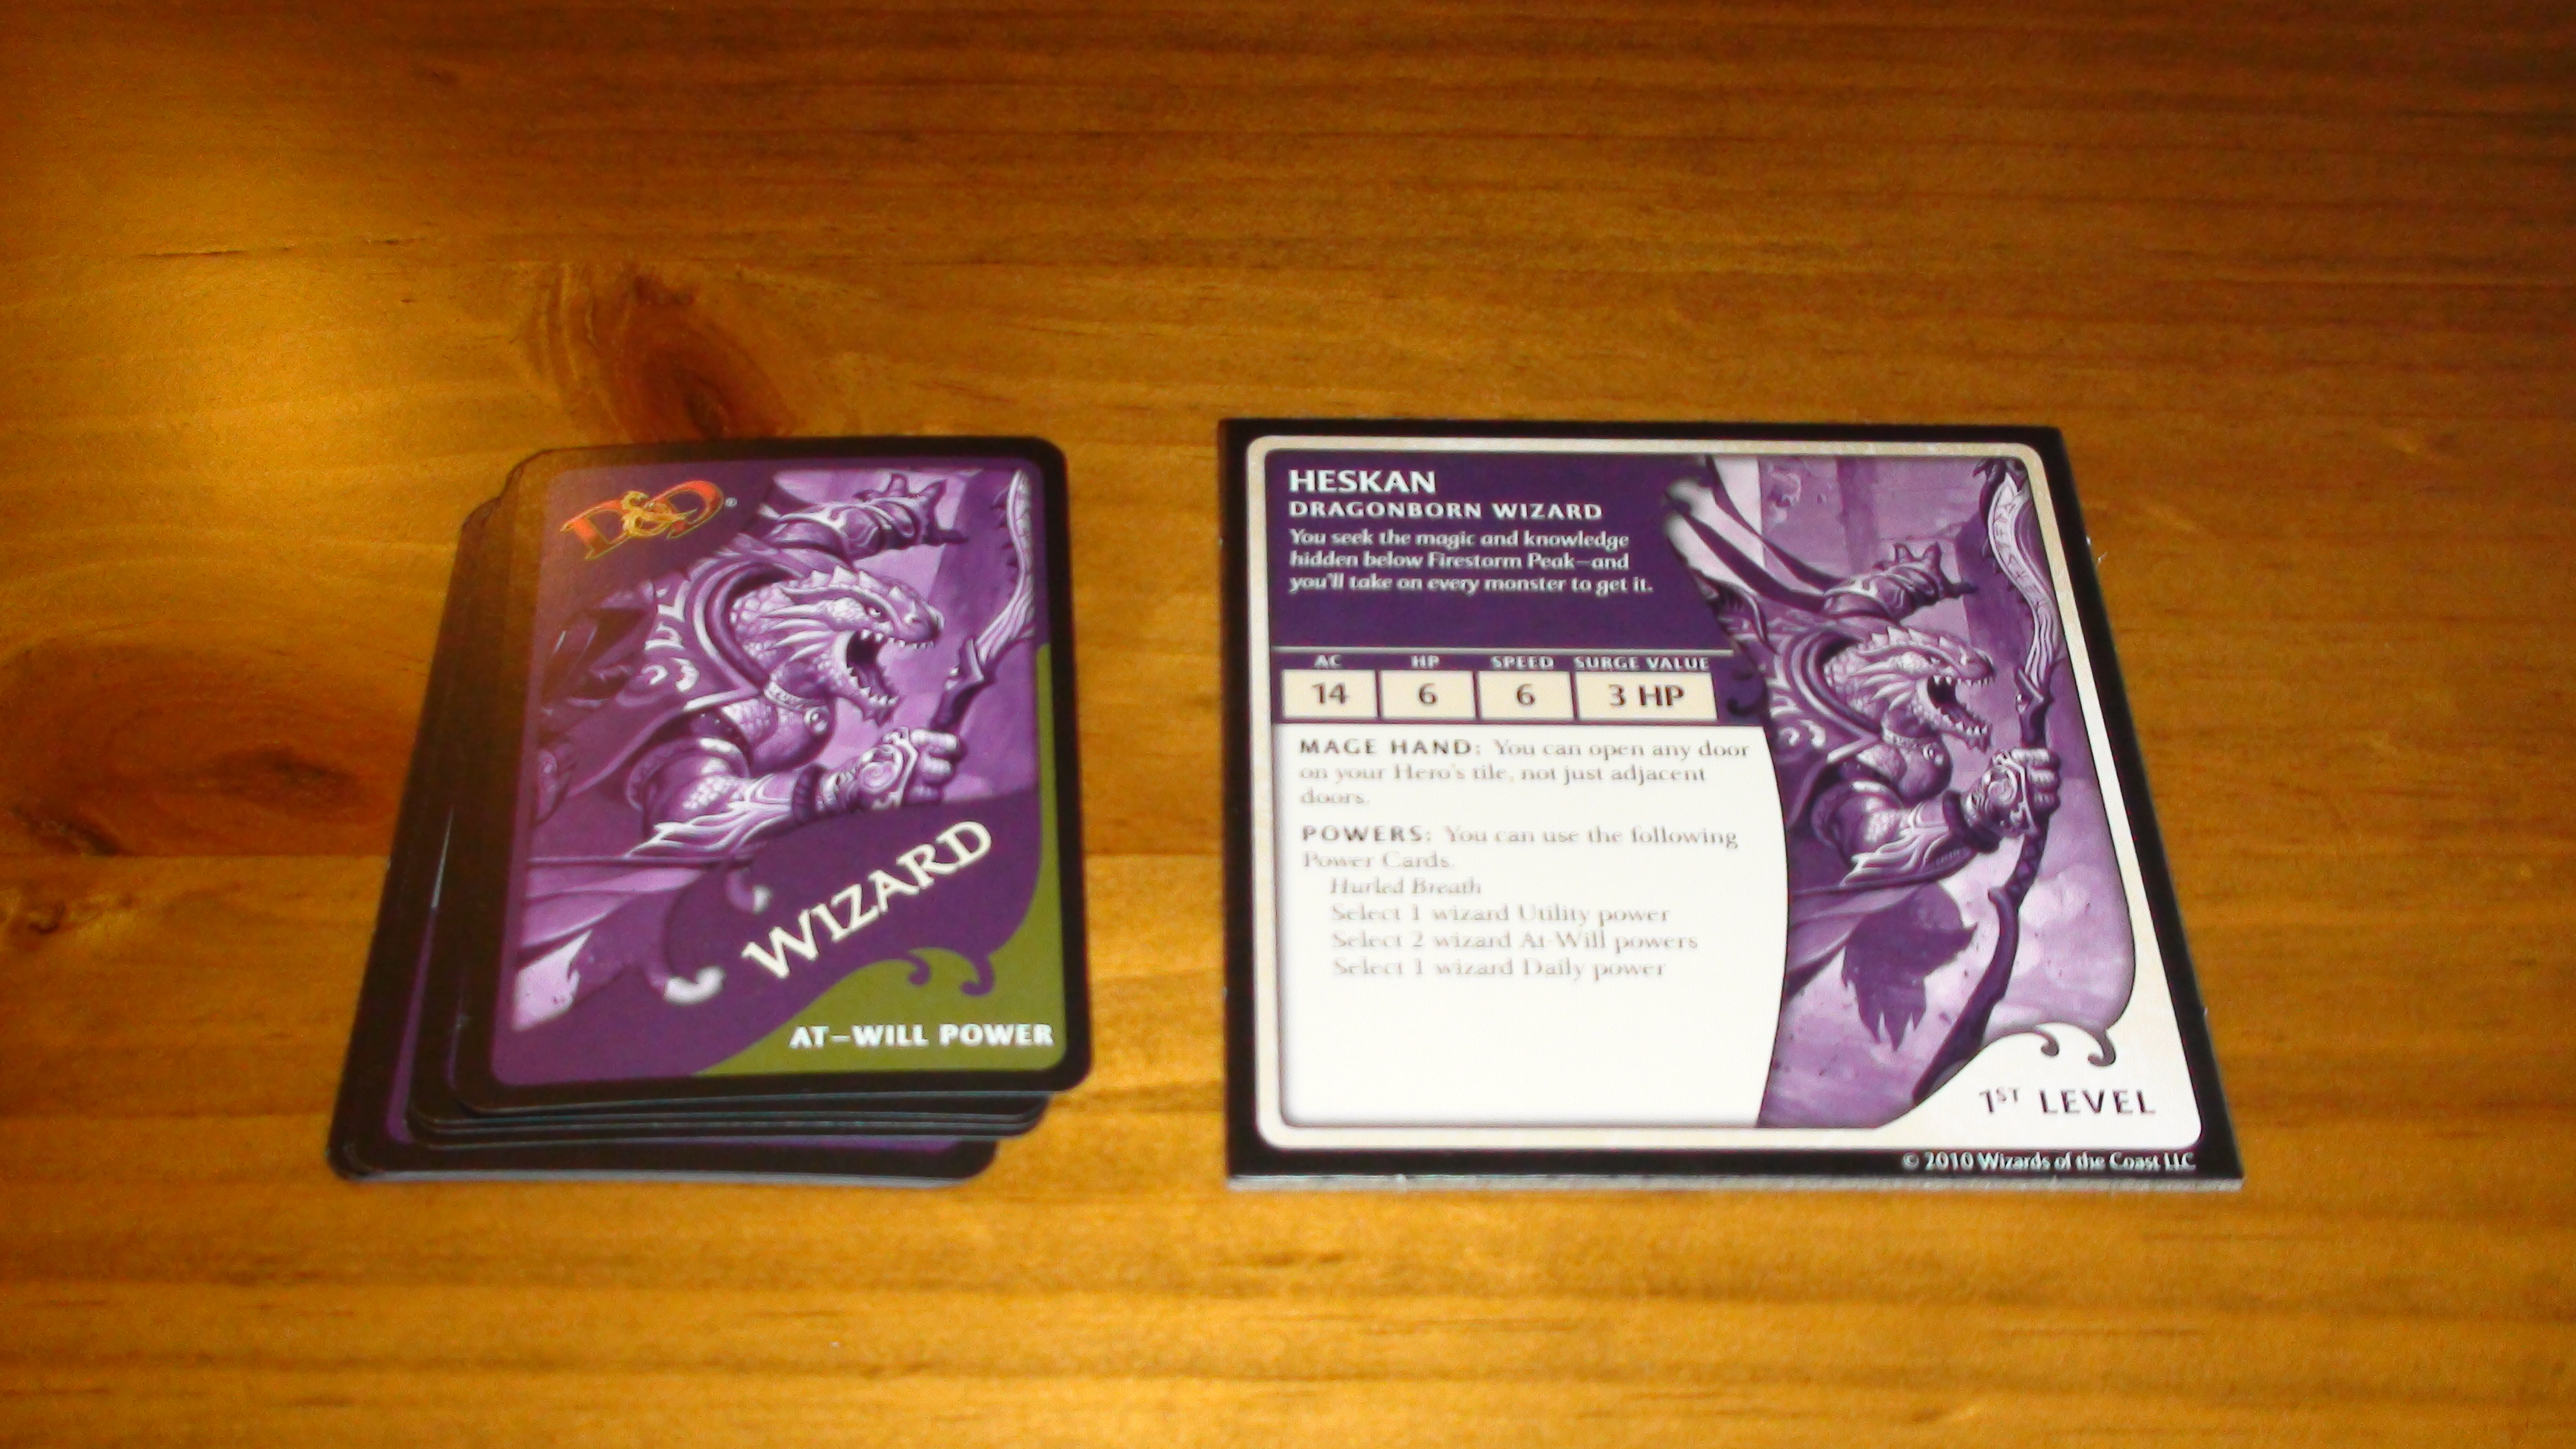 D&D®
WIZARD
AT-WILL POWER
HESKAN
DRAGONBORN WIZARD
You seek the magic and knowledge
hidden below Firestorm Peak—and
you'll take on every monster to get it.
AC HP SPEED SURGE VALUE
14 6 6 3 HP
MAGE HAND: You can open any door
on your Hero's tile, not just adjacent
doors.
POWERS: You can use the following
Power Cards.
Hurled Breath
Select 1 wizard Utility power
Select 2 wizard At-Will powers
Select 1 wizard Daily power
1ST LEVEL
© 2010 Wizards of the Coast LLC